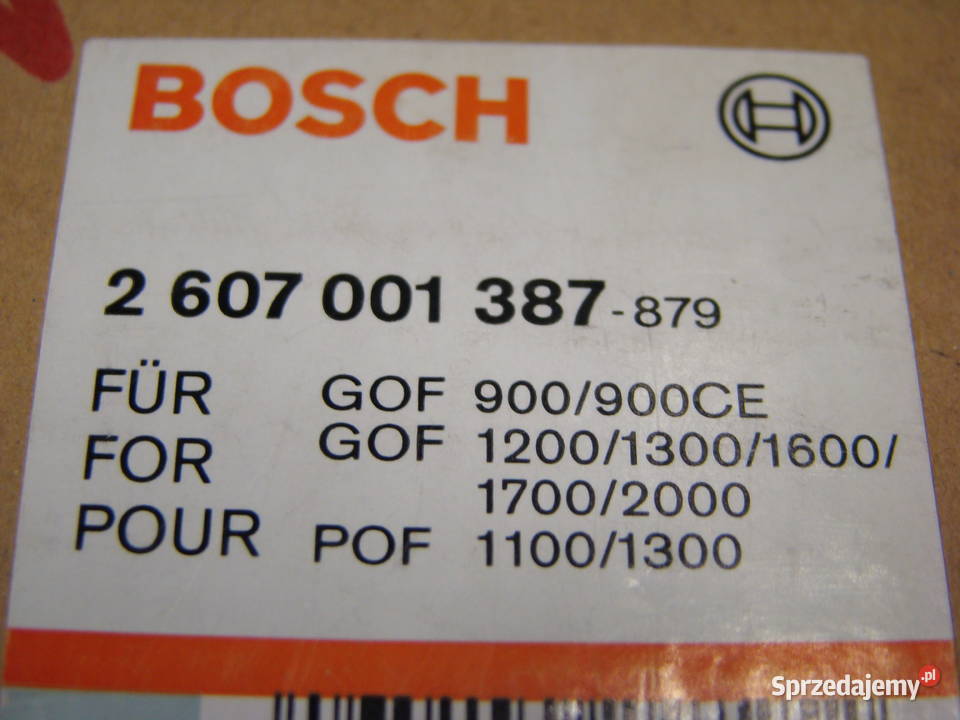 BOSCH
2 607 001 387-879
FÜR GOF 900/900CE
FOR GOF 1200/1300/1600/
1700/2000
POUR POF 1100/1300
Sprzedajemy.pl